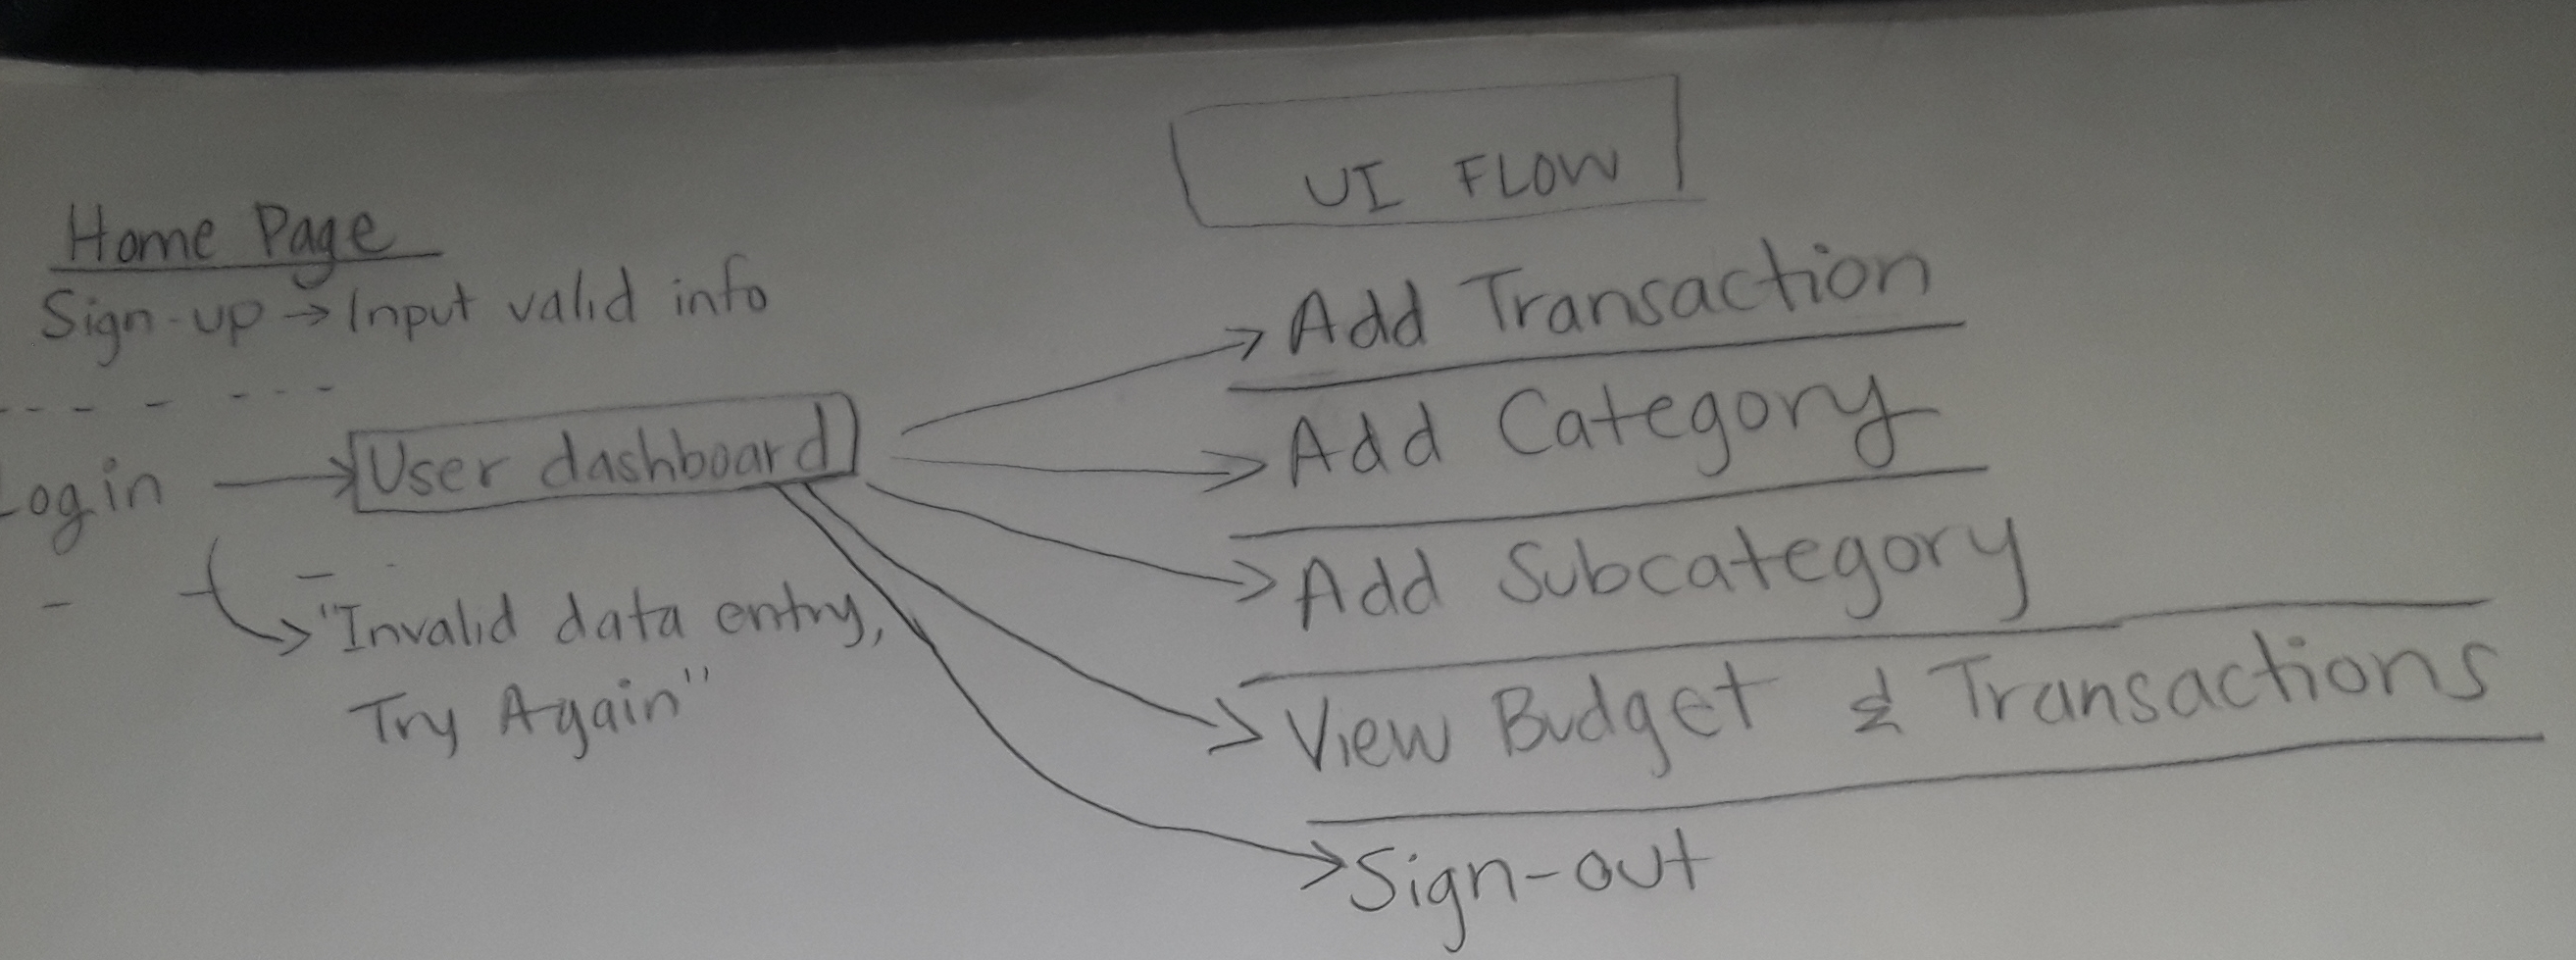 UI FLOW
Home Page
Sign-up → Input valid info
Login → User dashboard
→ "Invalid data entry,
Try Again"
→ Add Transaction
→ Add Category
→ Add Subcategory
→ View Budget & Transactions
→ Sign-out